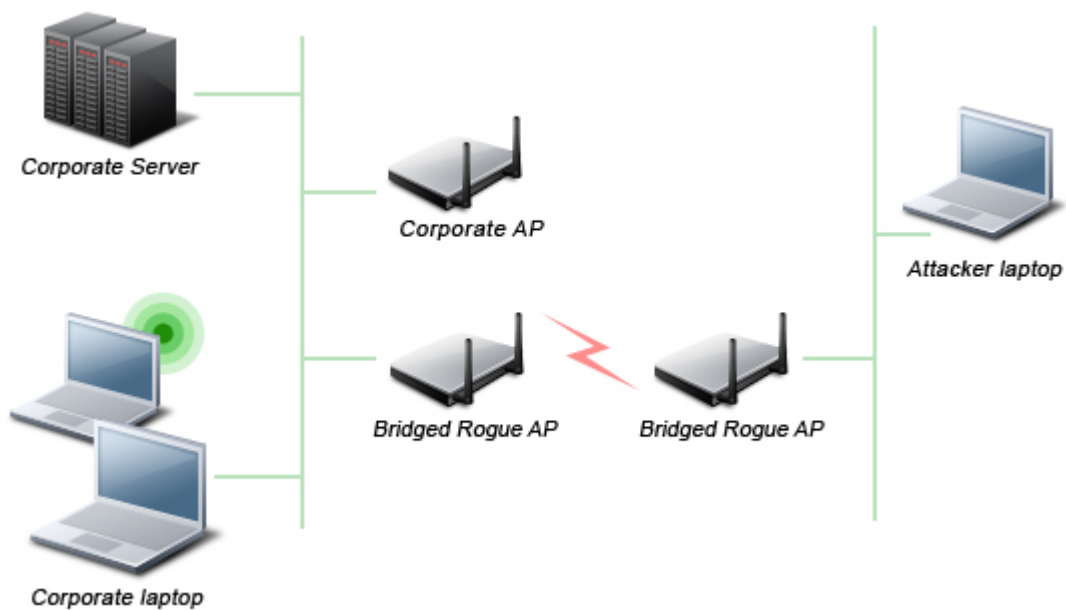 Corporate Server
Corporate AP
Attacker laptop
Bridged Rogue AP
Bridged Rogue AP
Corporate laptop